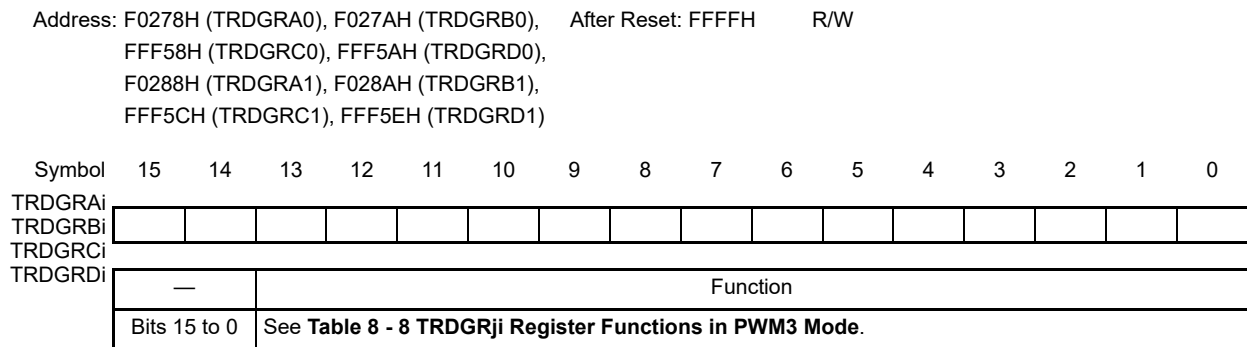 Address: F0278H (TRDGRA0), F027AH (TRDGRB0), After Reset: FFFFH R/W
FFF58H (TRDGRC0), FFF5AH (TRDGRD0),
F0288H (TRDGRA1), F028AH (TRDGRB1),
FFF5CH (TRDGRC1), FFF5EH (TRDGRD1)
Symbol 15 14 13 12 11 10 9 8 7 6 5 4 3 2 1 0
TRDGRAi
TRDGRBi
TRDGRCi
TRDGRDi
— Function
Bits 15 to 0 See Table 8 - 8 TRDGRji Register Functions in PWM3 Mode.